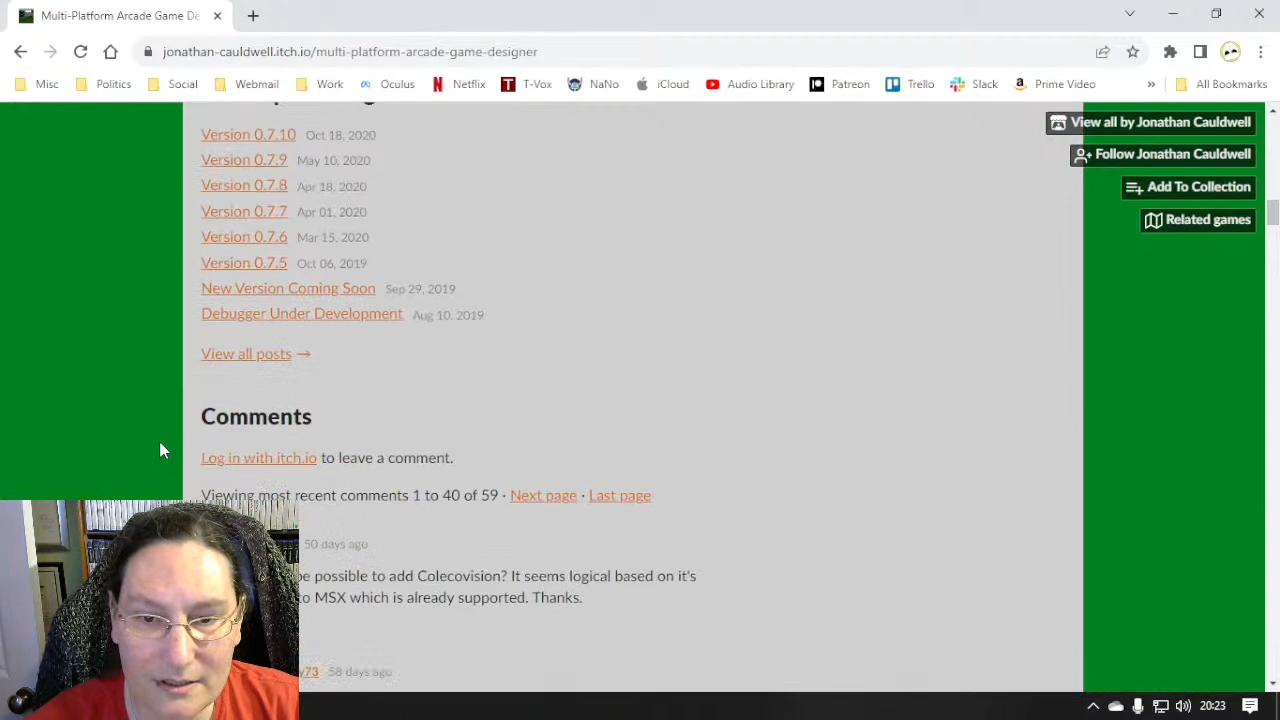 Multi-Platform Arcade Game De
jonathan-cauldwell.itch.io/multi-platform-arcade-game-designer
Misc Politics Social Webmail Work Oculus Netflix T-Vox NaNo iCloud Audio Library Patreon Trello Slack Prime Video » All Bookmarks
View all by Jonathan Cauldwell
Follow Jonathan Cauldwell
Add To Collection
Related games
Version 0.7.10 Oct 18, 2020
Version 0.7.9 May 10, 2020
Version 0.7.8 Apr 18, 2020
Version 0.7.7 Apr 01, 2020
Version 0.7.6 Mar 15, 2020
Version 0.7.5 Oct 06, 2019
New Version Coming Soon Sep 29, 2019
Debugger Under Development Aug 10, 2019
View all posts →
Comments
Log in with itch.io to leave a comment.
Viewing most recent comments 1 to 40 of 59 · Next page · Last page
50 days ago
be possible to add Colecovision? It seems logical based on it's
to MSX which is already supported. Thanks.
y73 58 days ago
20:23